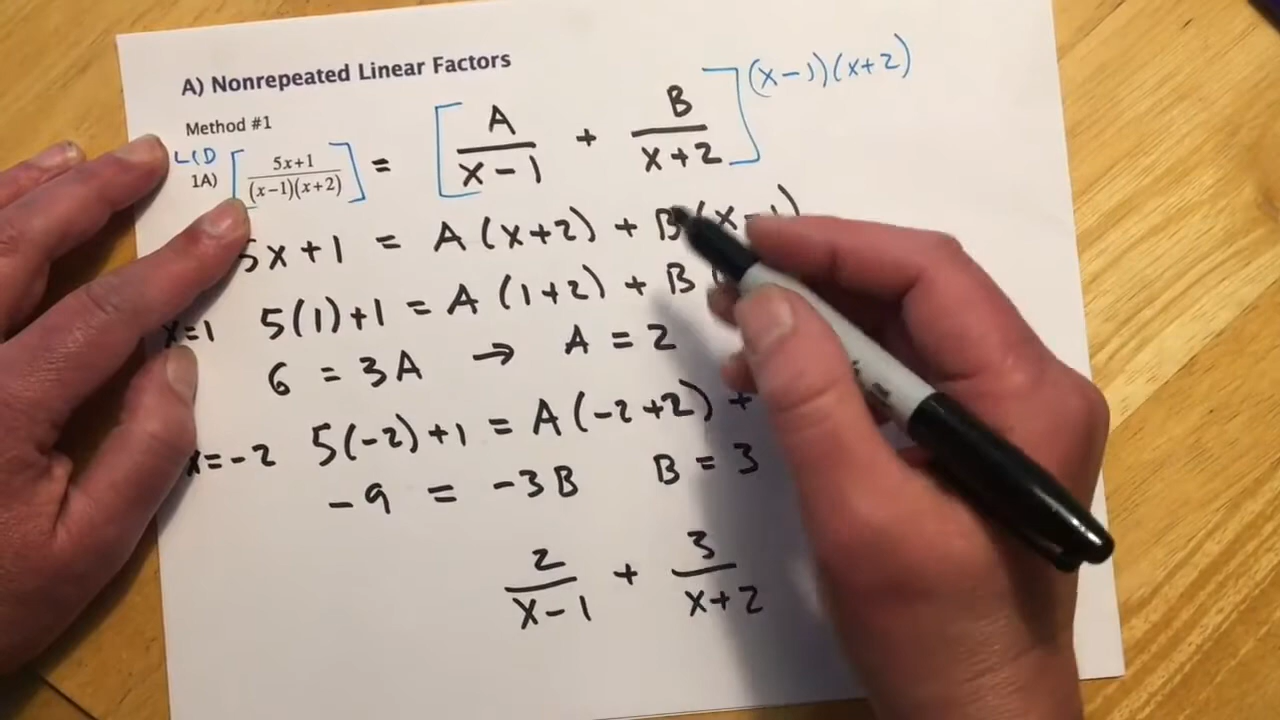 A) Nonrepeated Linear Factors
Method #1
LCD
1A) [ 5x+1 / (x−1)(x+2) ] = [ A / x−1 + B / x+2 ] (x−1)(x+2)
5x+1 = A(x+2) + B(x−1)
x=1 5(1)+1 = A(1+2) + B
6 = 3A → A = 2
x=−2 5(−2)+1 = A(−2+2) +
−9 = −3B B = 3
2 / x−1 + 3 / x+2